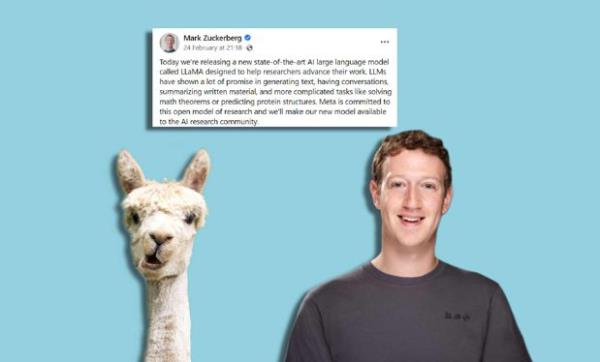 Mark Zuckerberg
24 February at 21:18
Today we're releasing a new state-of-the-art AI large language model
called LLaMA designed to help researchers advance their work. LLMs
have shown a lot of promise in generating text, having conversations,
summarizing written material, and more complicated tasks like solving
math theorems or predicting protein structures. Meta is committed to
this open model of research and we'll make our new model available
to the AI research community.